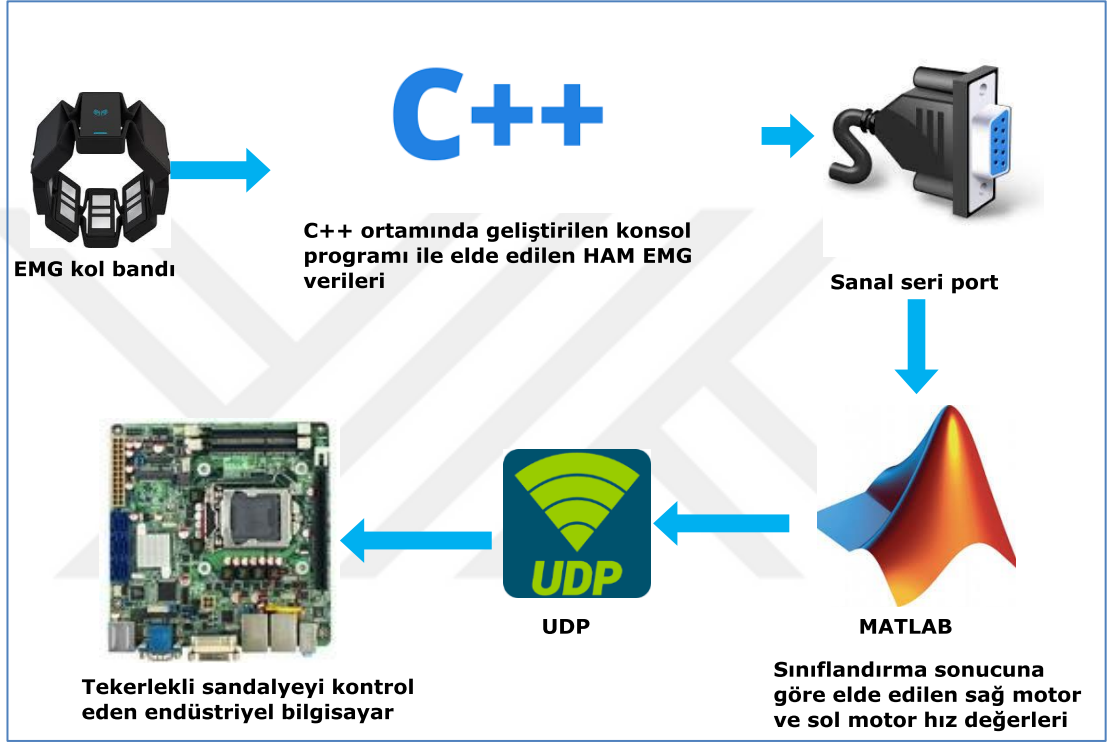 C++
EMG kol bandı
C++ ortamında geliştirilen konsol
programı ile elde edilen HAM EMG
verileri
Sanal seri port
MATLAB
Sınıflandırma sonucuna
göre elde edilen sağ motor
ve sol motor hız değerleri
UDP
UDP
Tekerlekli sandalyeyi kontrol
eden endüstriyel bilgisayar